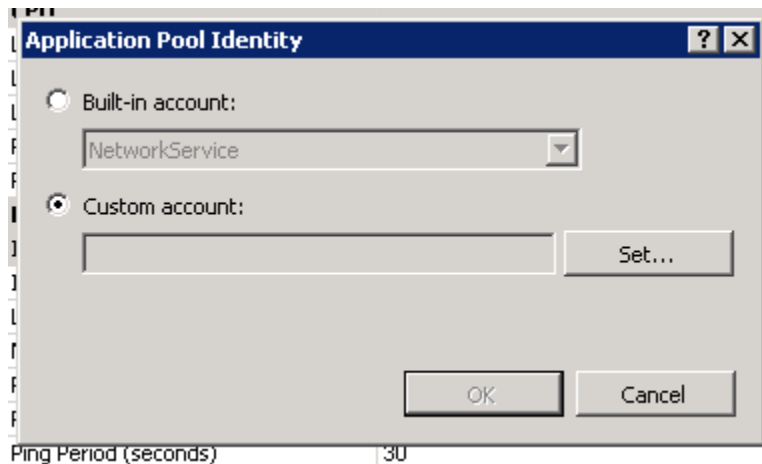 Application Pool Identity
Built-in account:
NetworkService
Custom account:
Set...
OK
Cancel
Ping Period (seconds) 30